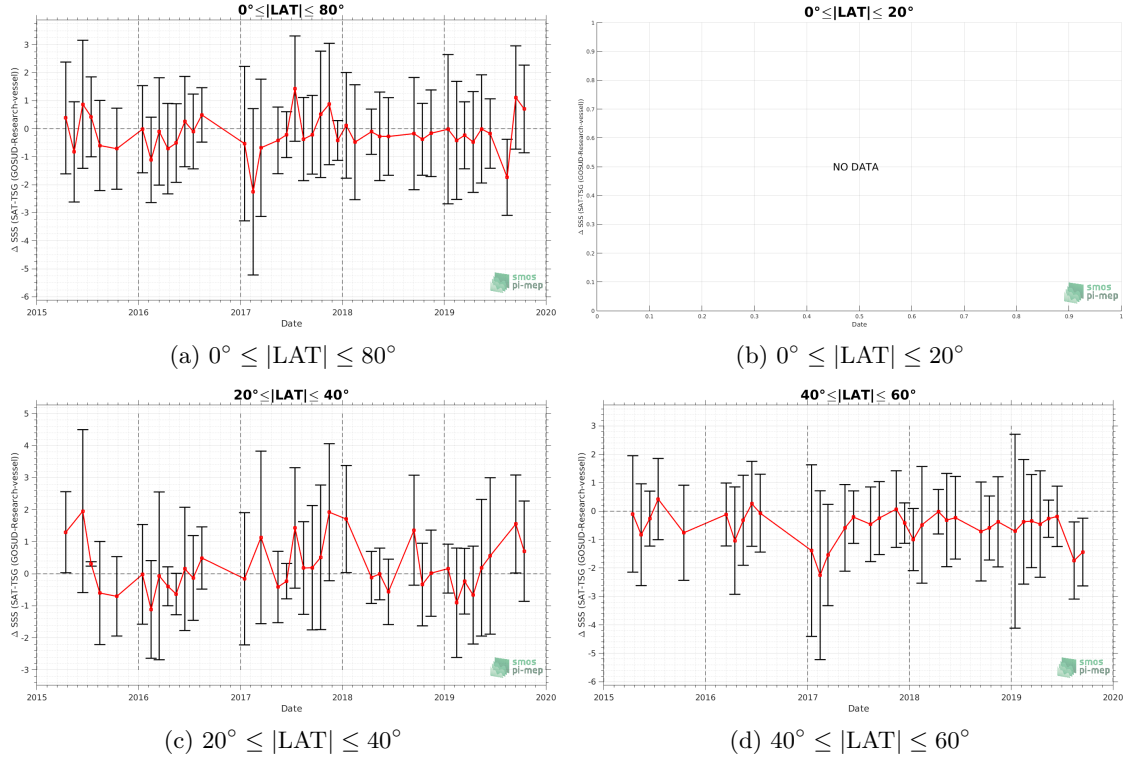 0°≤|LAT|≤ 80°
3
2
1
0
-1
-2
-3
-4
-5
-6
Δ SSS (SAT-TSG (GOSUD-Research-vessel))
2015 2016 2017 2018 2019 2020
Date
smos
pi-mep
(a) 0° ≤ |LAT| ≤ 80°
0°≤|LAT|≤ 20°
1
0.9
0.8
0.7
0.6
0.5
0.4
0.3
0.2
0.1
0
Δ SSS (SAT-TSG (GOSUD-Research-vessel))
NO DATA
0 0.1 0.2 0.3 0.4 0.5 0.6 0.7 0.8 0.9 1
Date
smos
pi-mep
(b) 0° ≤ |LAT| ≤ 20°
20°≤|LAT|≤ 40°
5
4
3
2
1
0
-1
-2
-3
Δ SSS (SAT-TSG (GOSUD-Research-vessel))
2015 2016 2017 2018 2019 2020
Date
smos
pi-mep
(c) 20° ≤ |LAT| ≤ 40°
40°≤|LAT|≤ 60°
3
2
1
0
-1
-2
-3
-4
-5
-6
Δ SSS (SAT-TSG (GOSUD-Research-vessel))
2015 2016 2017 2018 2019 2020
Date
smos
pi-mep
(d) 40° ≤ |LAT| ≤ 60°